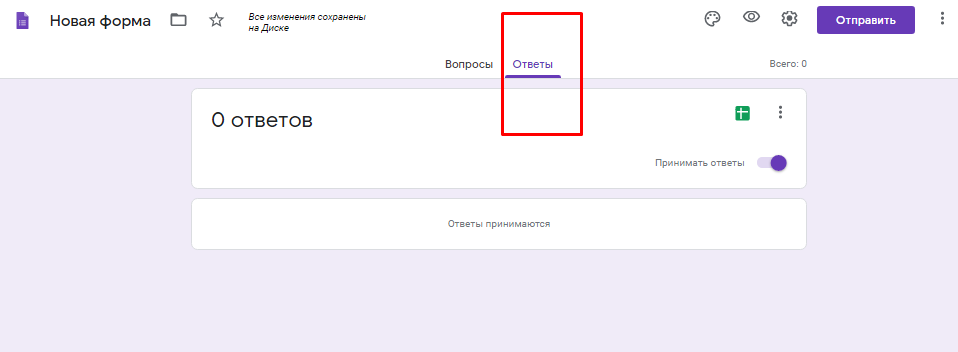 Новая форма
Все изменения сохранены
на Диске
Отправить
Вопросы
Ответы
Всего: 0
0 ответов
Принимать ответы
Ответы принимаются